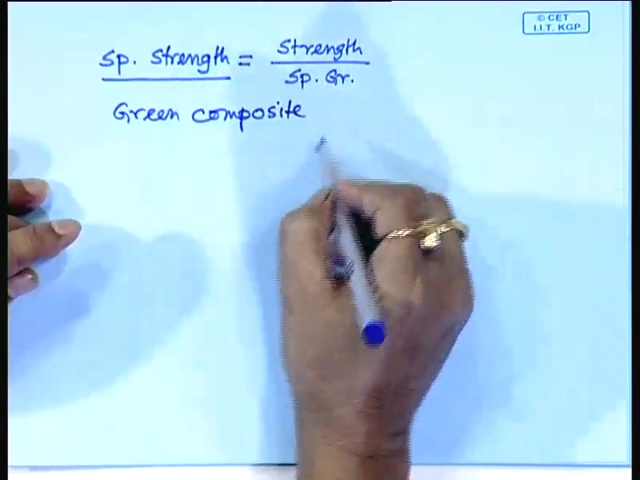 © CET
I.I.T. KGP
Sp. Strength = Strength / Sp. Gr.
Green composite